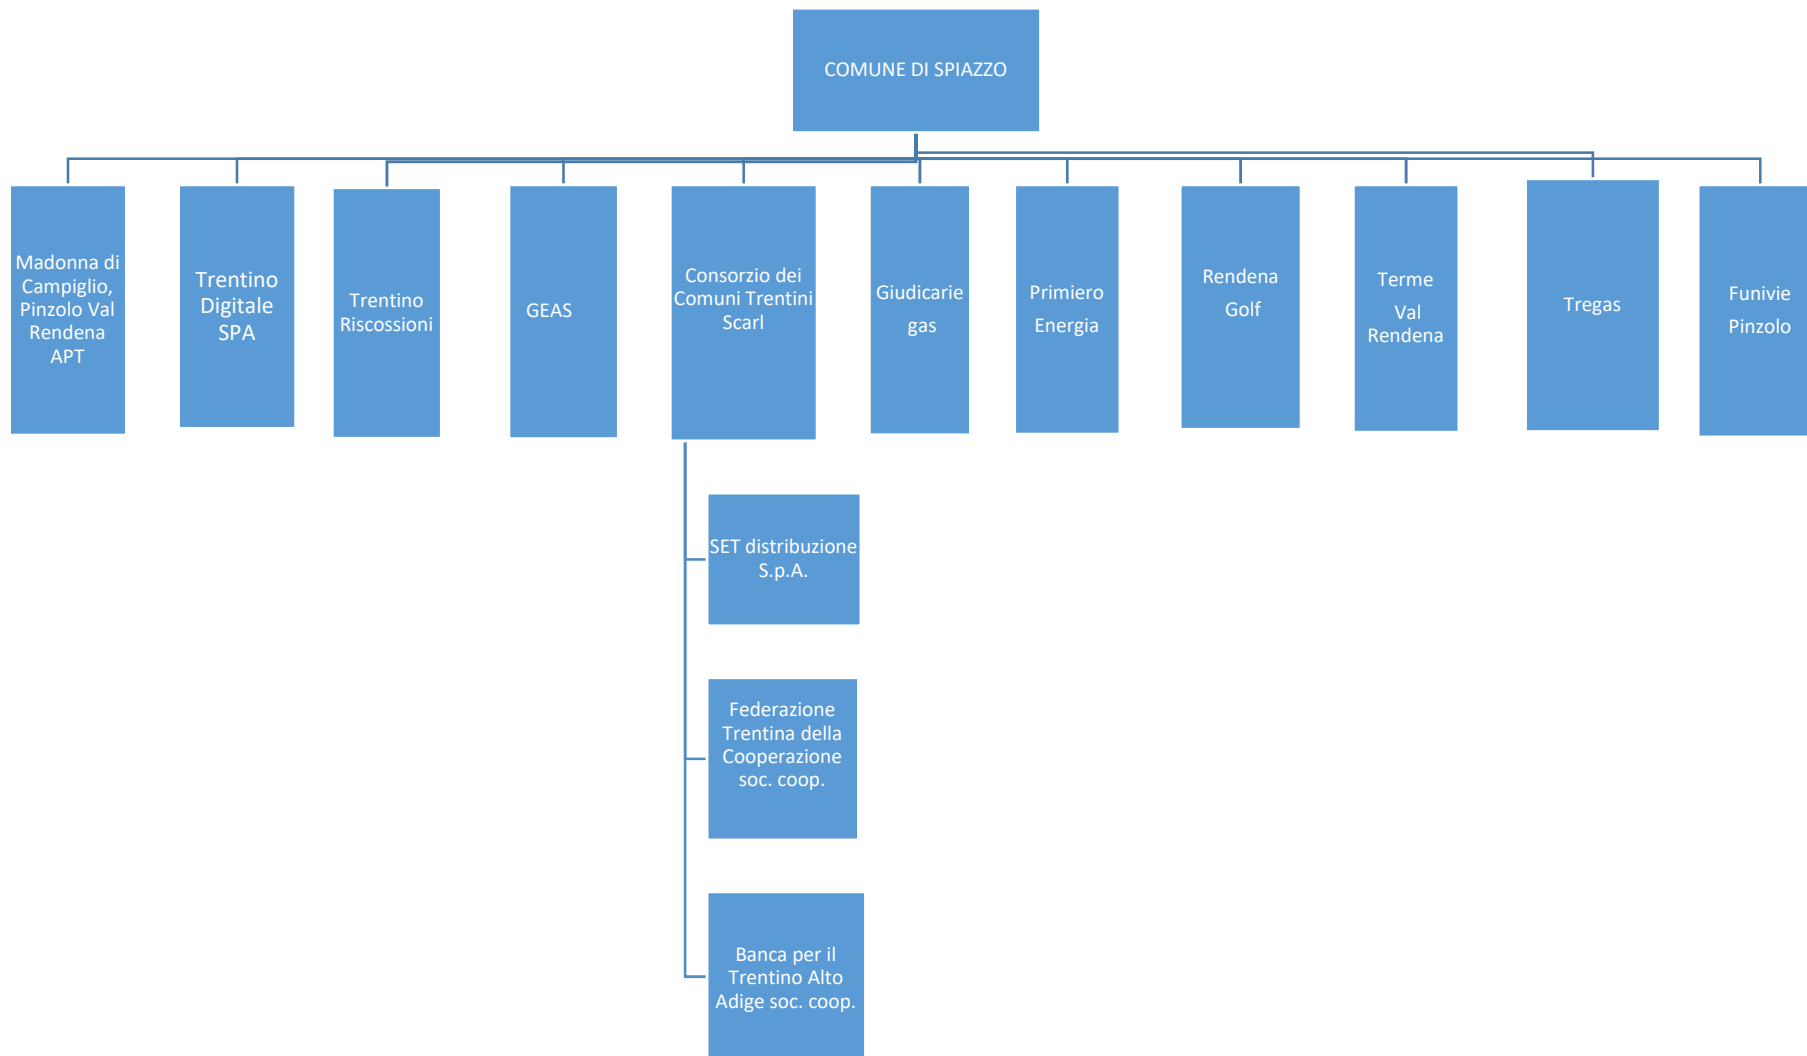 COMUNE DI SPIAZZO
Madonna di
Campiglio,
Pinzolo Val
Rendena
APT
Trentino
Digitale
SPA
Trentino
Riscossioni
GEAS
Consorzio dei
Comuni Trentini
Scarl
Giudicarie
gas
Primiero
Energia
Rendena
Golf
Terme
Val
Rendena
Tregas
Funivie
Pinzolo
SET distribuzione
S.p.A.
Federazione
Trentina della
Cooperazione
soc. coop.
Banca per il
Trentino Alto
Adige soc. coop.